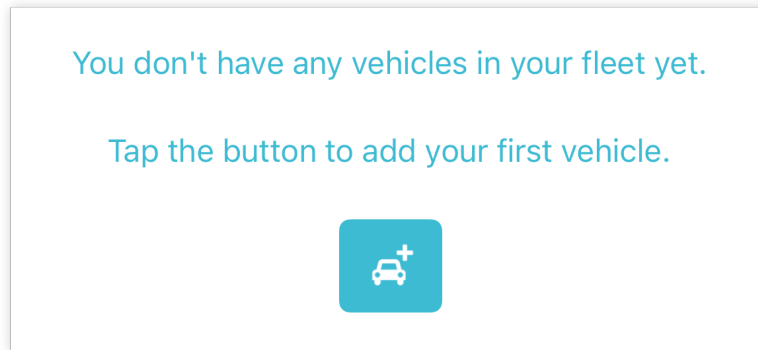 You don't have any vehicles in your fleet yet.
Tap the button to add your first vehicle.